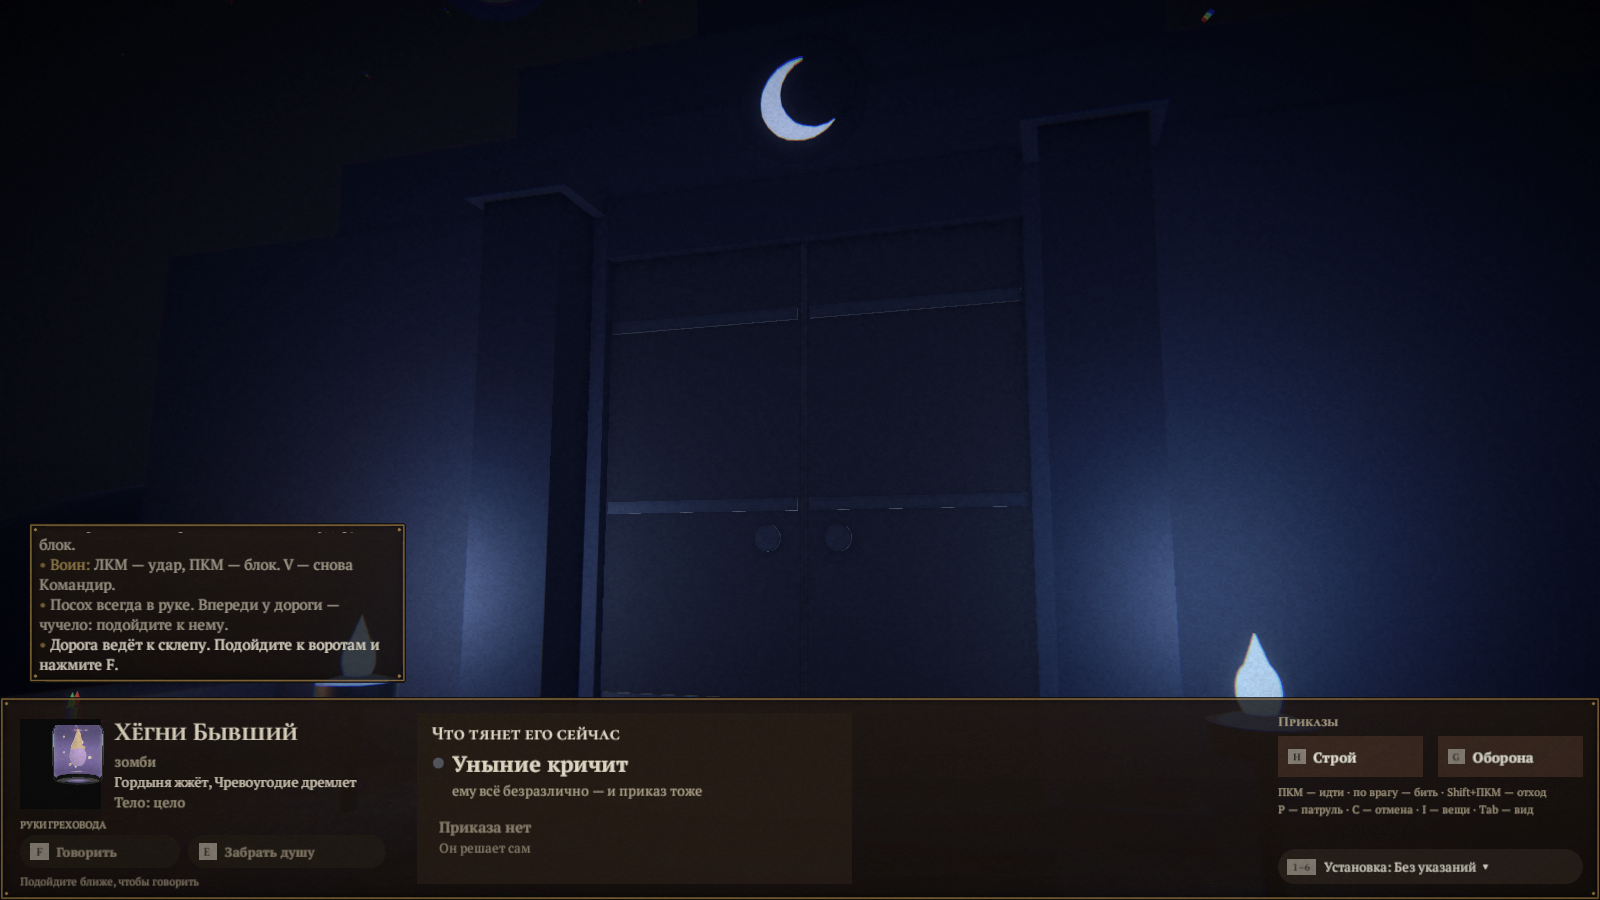 блок.
• Воин: ЛКМ — удар, ПКМ — блок. V — снова
Командир.
• Посох всегда в руке. Впереди у дороги —
чучело: подойдите к нему.
• Дорога ведёт к склепу. Подойдите к воротам и
нажмите F.
Хёгни Бывший
зомби
Гордыня жжёт, Чревоугодие дремлет
Тело: цело
РУКИ ГРЕХОВОДА
F Говорить
E Забрать душу
Подойдите ближе, чтобы говорить
Что тянет его сейчас
Уныние кричит
ему всё безразлично — и приказ тоже
Приказа нет
Он решает сам
Приказы
H Строй
G Оборона
ПКМ — идти · по врагу — бить · Shift+ПКМ — отход
P — патруль · C — отмена · I — вещи · Tab — вид
1–6 Установка: Без указаний ▾